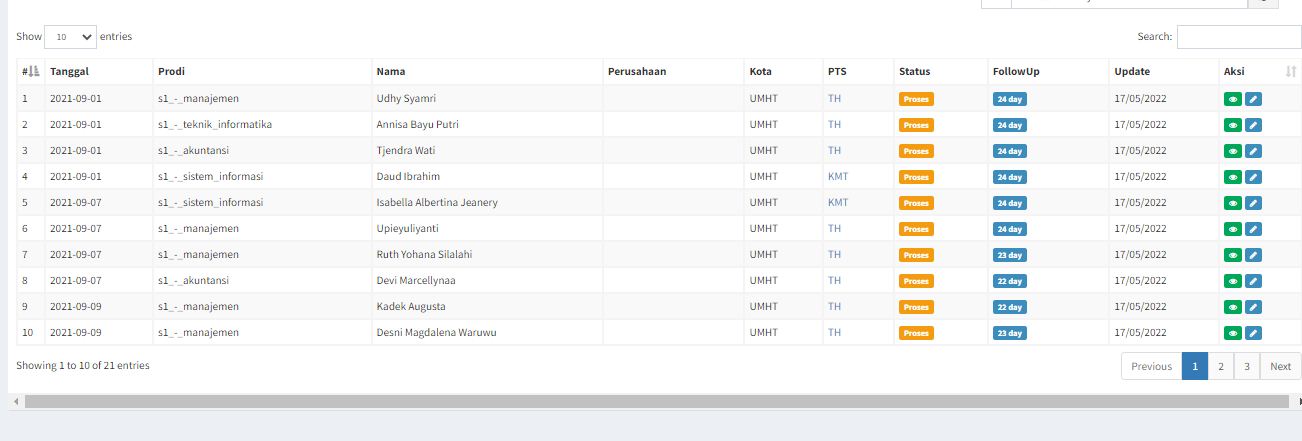 Show 10 entries Search:
# Tanggal Prodi Nama Perusahaan Kota PTS Status FollowUp Update Aksi
1 2021-09-01 s1_-_manajemen Udhy Syamri UMHT TH Proses 24 day 17/05/2022
2 2021-09-01 s1_-_teknik_informatika Annisa Bayu Putri UMHT TH Proses 24 day 17/05/2022
3 2021-09-01 s1_-_akuntansi Tjendra Wati UMHT TH Proses 24 day 17/05/2022
4 2021-09-01 s1_-_sistem_informasi Daud Ibrahim UMHT KMT Proses 24 day 17/05/2022
5 2021-09-07 s1_-_sistem_informasi Isabella Albertina Jeanery UMHT KMT Proses 24 day 17/05/2022
6 2021-09-07 s1_-_manajemen Upieyuliyanti UMHT TH Proses 24 day 17/05/2022
7 2021-09-07 s1_-_manajemen Ruth Yohana Silalahi UMHT TH Proses 23 day 17/05/2022
8 2021-09-07 s1_-_akuntansi Devi Marcellynaa UMHT TH Proses 22 day 17/05/2022
9 2021-09-09 s1_-_manajemen Kadek Augusta UMHT TH Proses 22 day 17/05/2022
10 2021-09-09 s1_-_manajemen Desni Magdalena Waruwu UMHT TH Proses 23 day 17/05/2022
Showing 1 to 10 of 21 entries Previous 1 2 3 Next